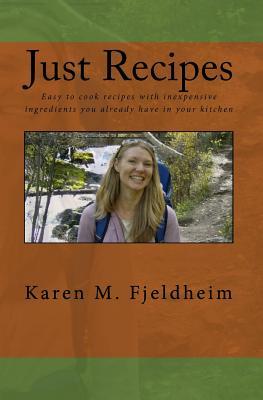 Just Recipes
Easy to cook recipes with inexpensive
ingredients you already have in your kitchen
Karen M. Fjeldheim